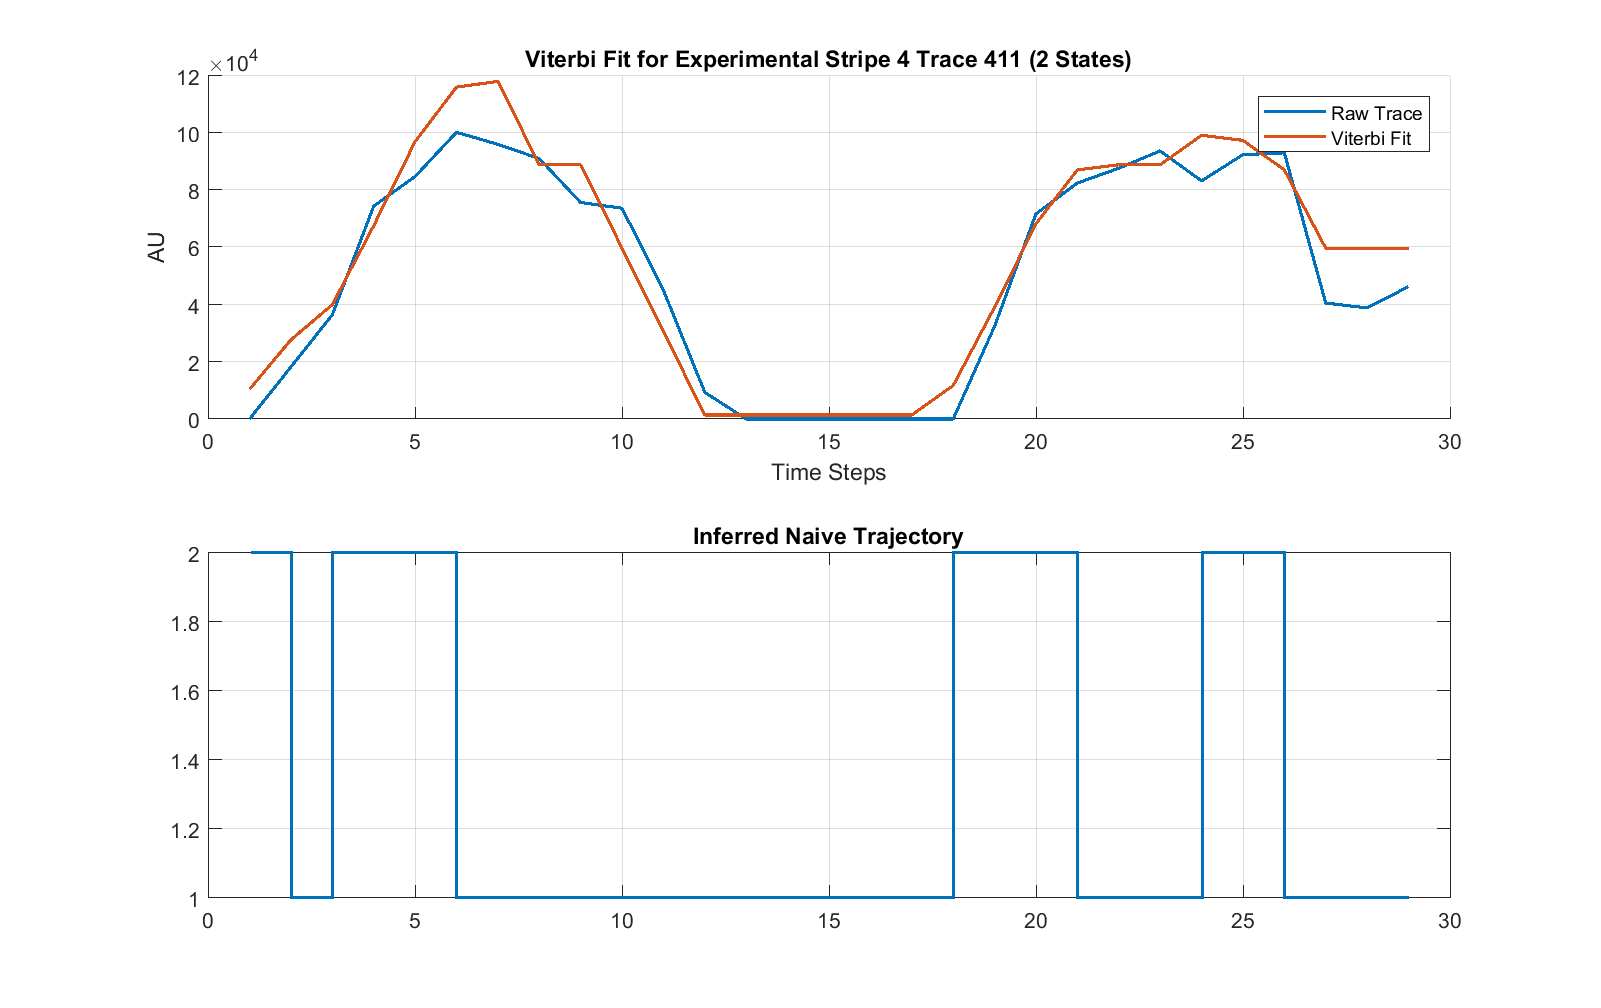 Viterbi Fit for Experimental Stripe 4 Trace 411 (2 States)
×10⁴
12
10
8
6
4
2
0
AU
Raw Trace
Viterbi Fit
0 5 10 15 20 25 30
Time Steps
Inferred Naive Trajectory
2
1.8
1.6
1.4
1.2
1
0 5 10 15 20 25 30